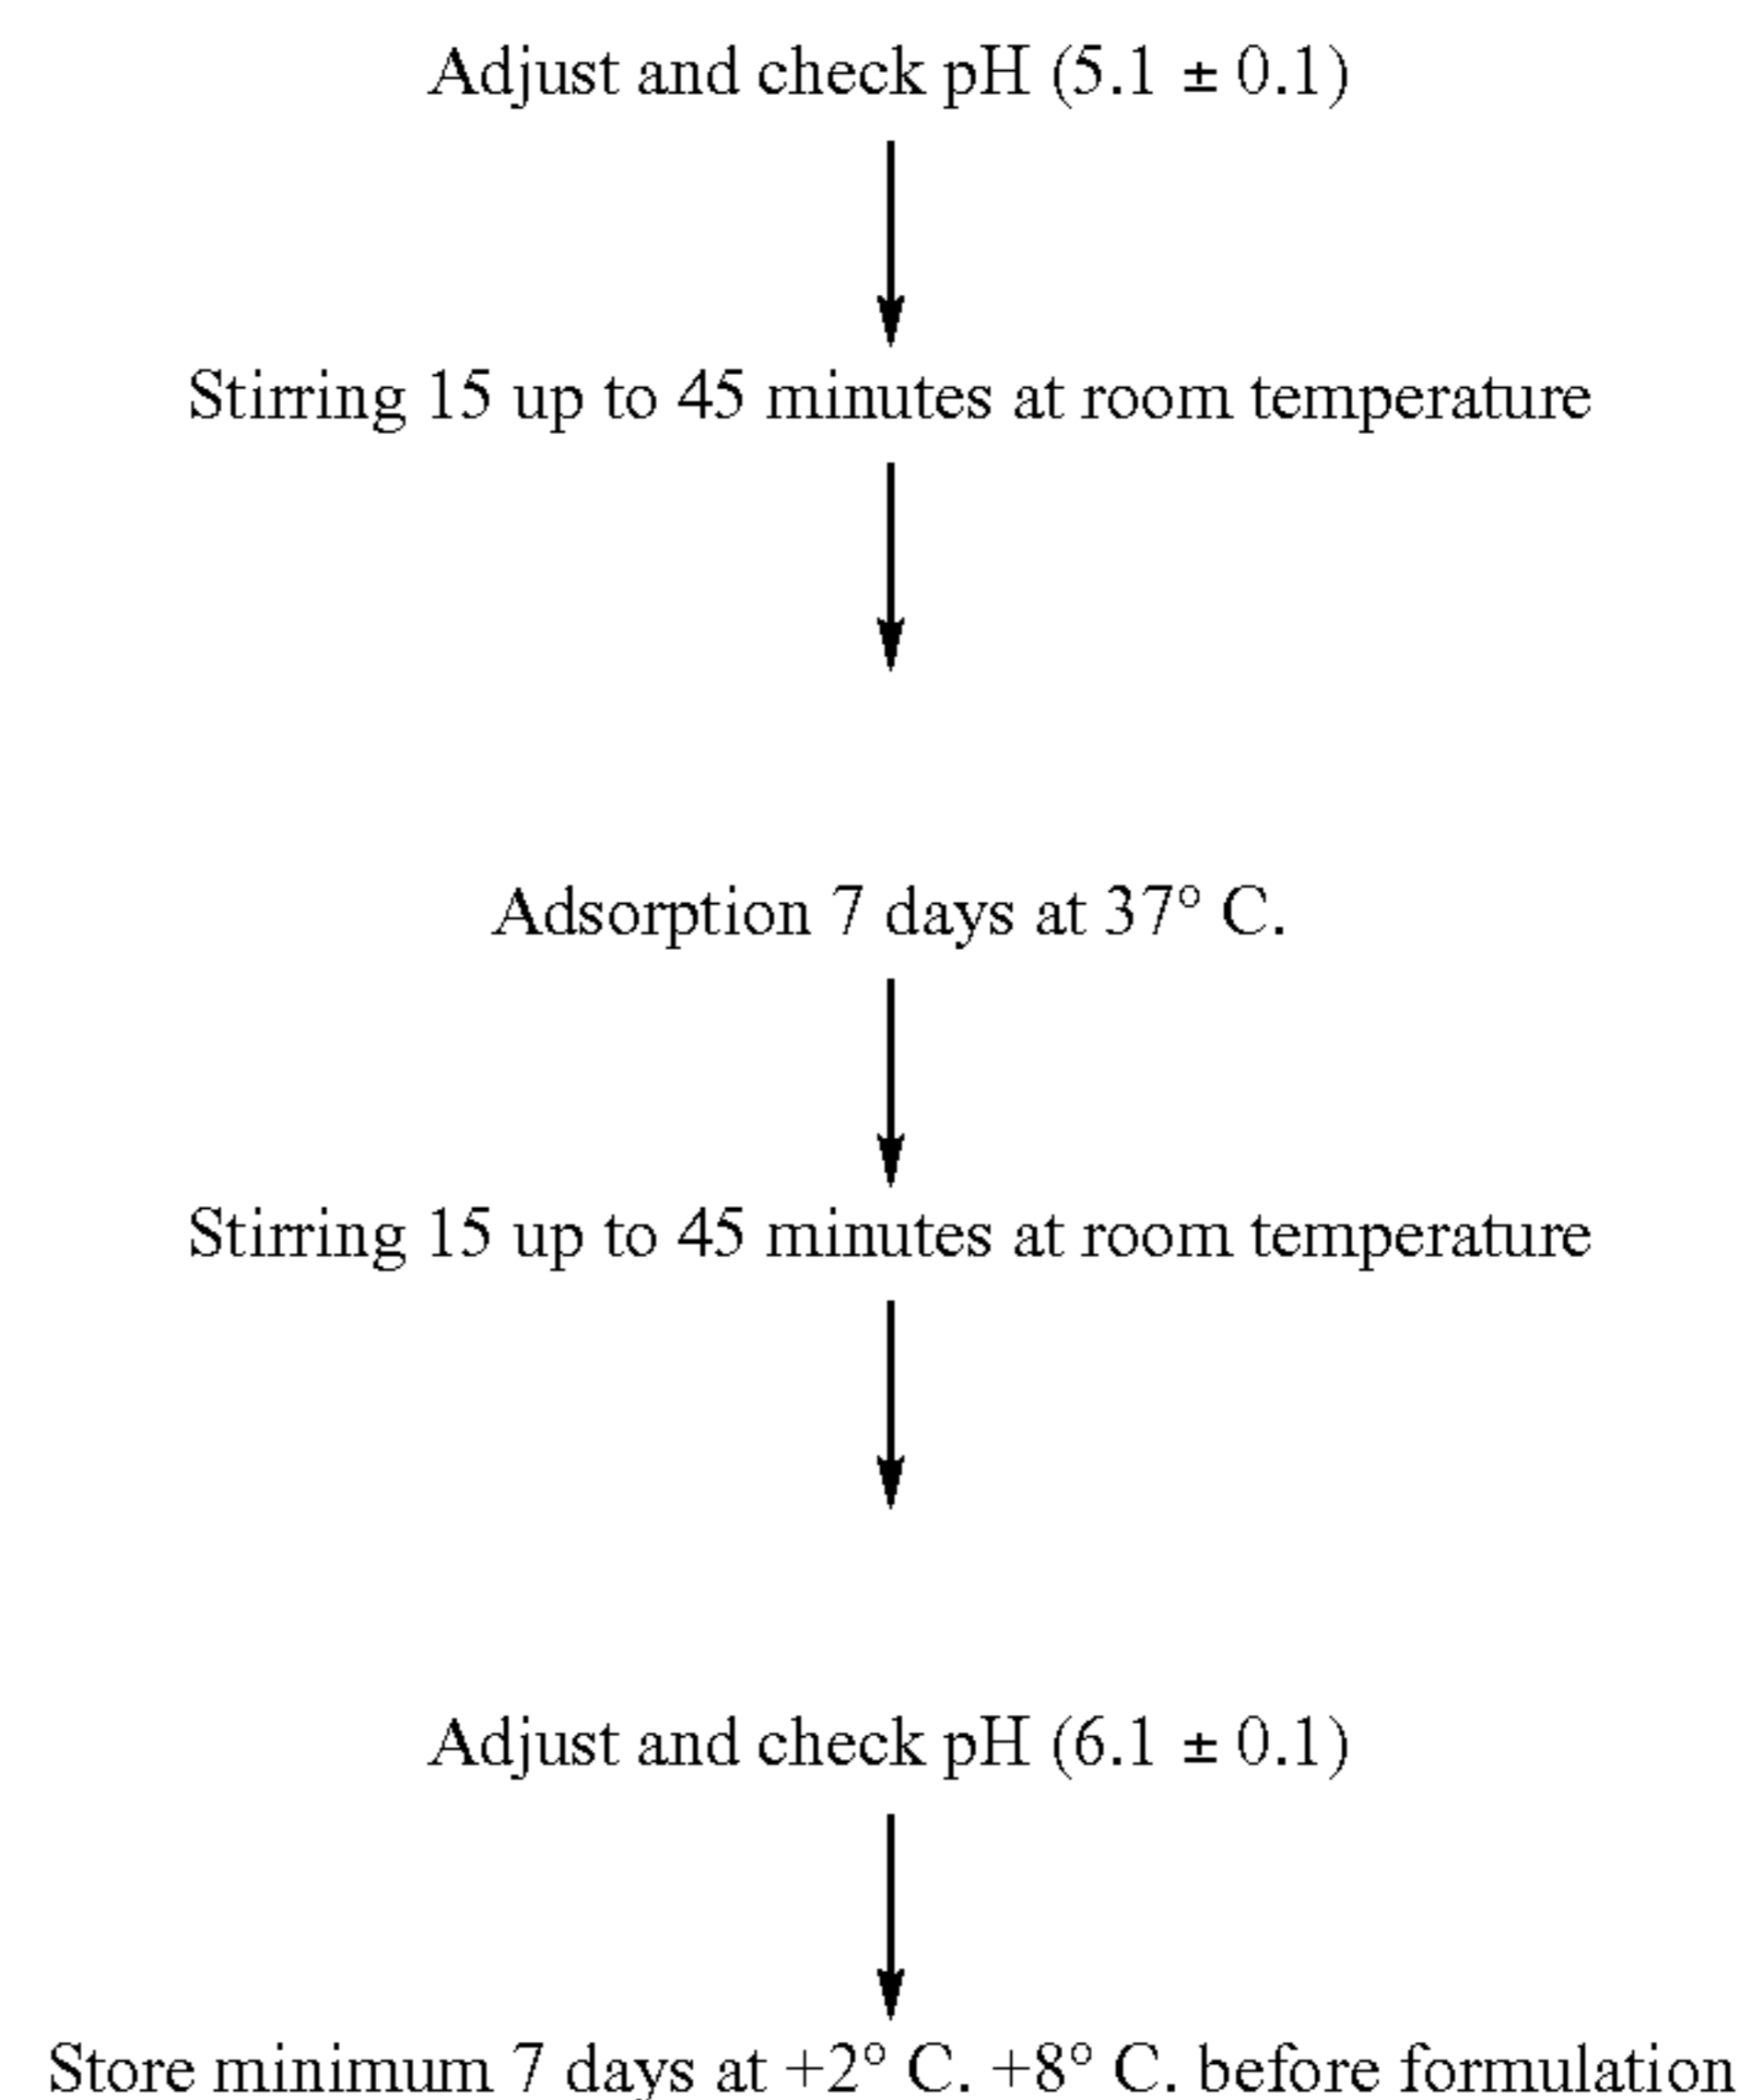 Adjust and check pH (5.1 ± 0.1)
Stirring 15 up to 45 minutes at room temperature
Adsorption 7 days at 37° C.
Stirring 15 up to 45 minutes at room temperature
Adjust and check pH (6.1 ± 0.1)
Store minimum 7 days at +2° C. +8° C. before formulation